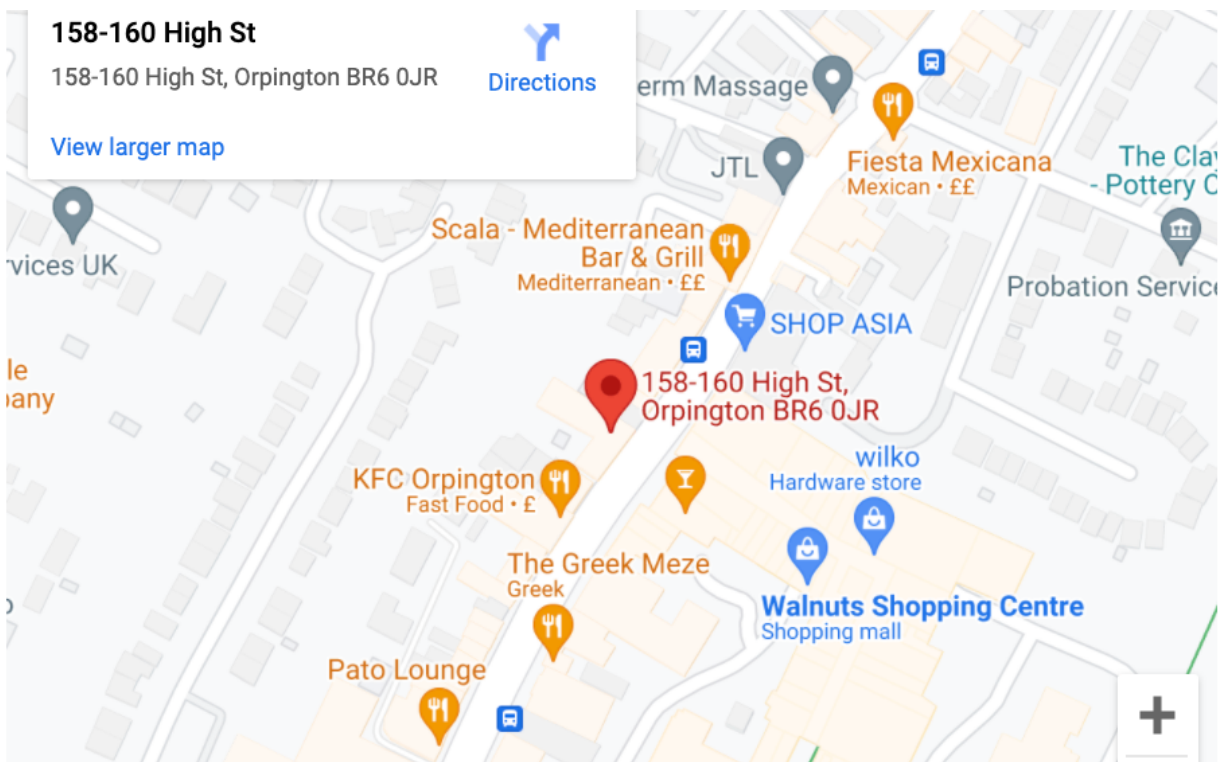 158-160 High St
158-160 High St, Orpington BR6 0JR
Directions
View larger map
erm Massage
JTL
Fiesta Mexicana
Mexican • ££
The Clay
- Pottery C
Scala - Mediterranean
Bar & Grill
Mediterranean • ££
rvices UK
Probation Service
SHOP ASIA
le
pany
158-160 High St,
Orpington BR6 0JR
wilko
Hardware store
KFC Orpington
Fast Food • £
The Greek Meze
Greek
Walnuts Shopping Centre
Shopping mall
Pato Lounge
+